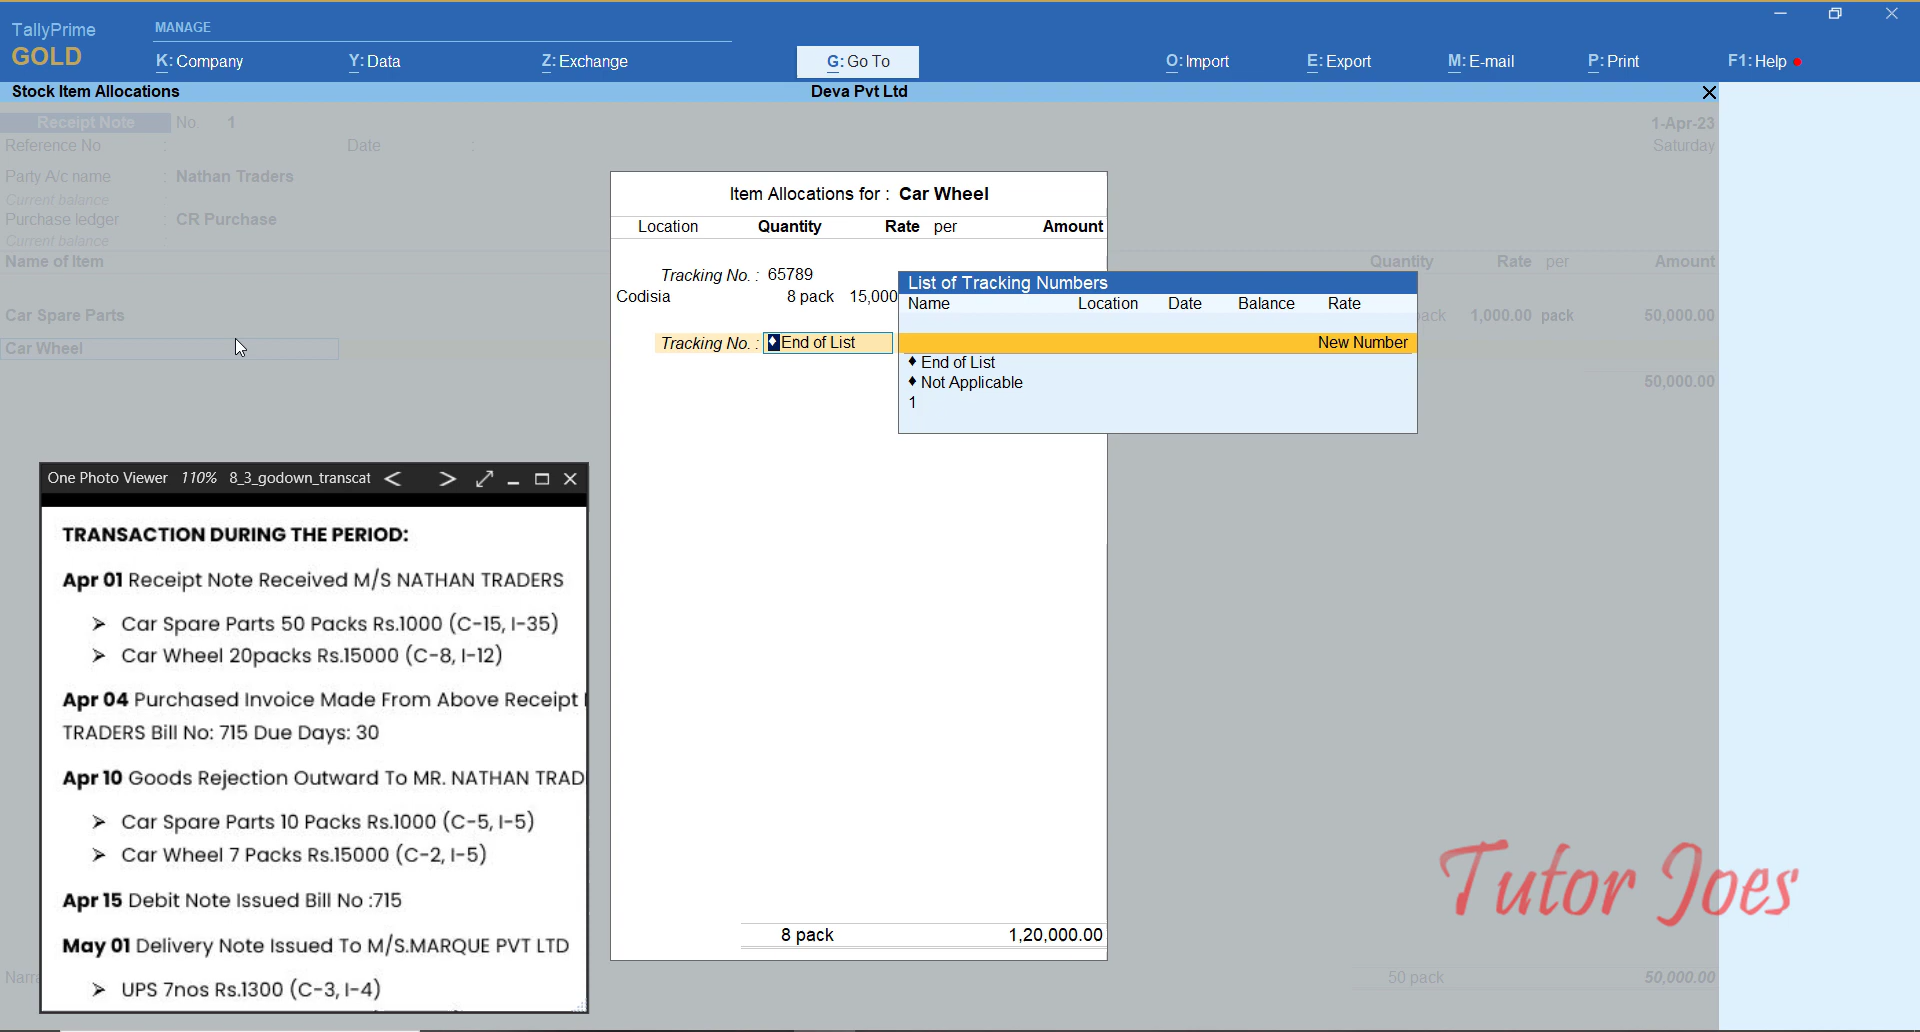 TallyPrime
GOLD
MANAGE
K: Company
Y: Data
Z: Exchange
G: Go To
O: Import
E: Export
M: E-mail
P: Print
F1: Help
Stock Item Allocations
Deva Pvt Ltd
Receipt Note No. 1
1-Apr-23
Reference No : Date :
Saturday
Party A/c name : Nathan Traders
Current balance
Purchase ledger : CR Purchase
Current balance
Name of Item
Quantity Rate per Amount
Car Spare Parts
ack 1,000.00 pack 50,000.00
Car Wheel
50,000.00
Item Allocations for : Car Wheel
Location Quantity Rate per Amount
Tracking No. : 65789
Codisia 8 pack 15,000
Tracking No. : ♦ End of List
8 pack 1,20,000.00
List of Tracking Numbers
Name Location Date Balance Rate
New Number
♦ End of List
♦ Not Applicable
1
One Photo Viewer 110% 8_3_godown_transcat
TRANSACTION DURING THE PERIOD:
Apr 01 Receipt Note Received M/S NATHAN TRADERS
➤ Car Spare Parts 50 Packs Rs.1000 (C-15, I-35)
➤ Car Wheel 20packs Rs.15000 (C-8, I-12)
Apr 04 Purchased Invoice Made From Above Receipt
TRADERS Bill No: 715 Due Days: 30
Apr 10 Goods Rejection Outward To MR. NATHAN TRAD
➤ Car Spare Parts 10 Packs Rs.1000 (C-5, I-5)
➤ Car Wheel 7 Packs Rs.15000 (C-2, I-5)
Apr 15 Debit Note Issued Bill No :715
May 01 Delivery Note Issued To M/S.MARQUE PVT LTD
➤ UPS 7nos Rs.1300 (C-3, I-4)
Tutor Joes
Narr
50 pack 50,000.00